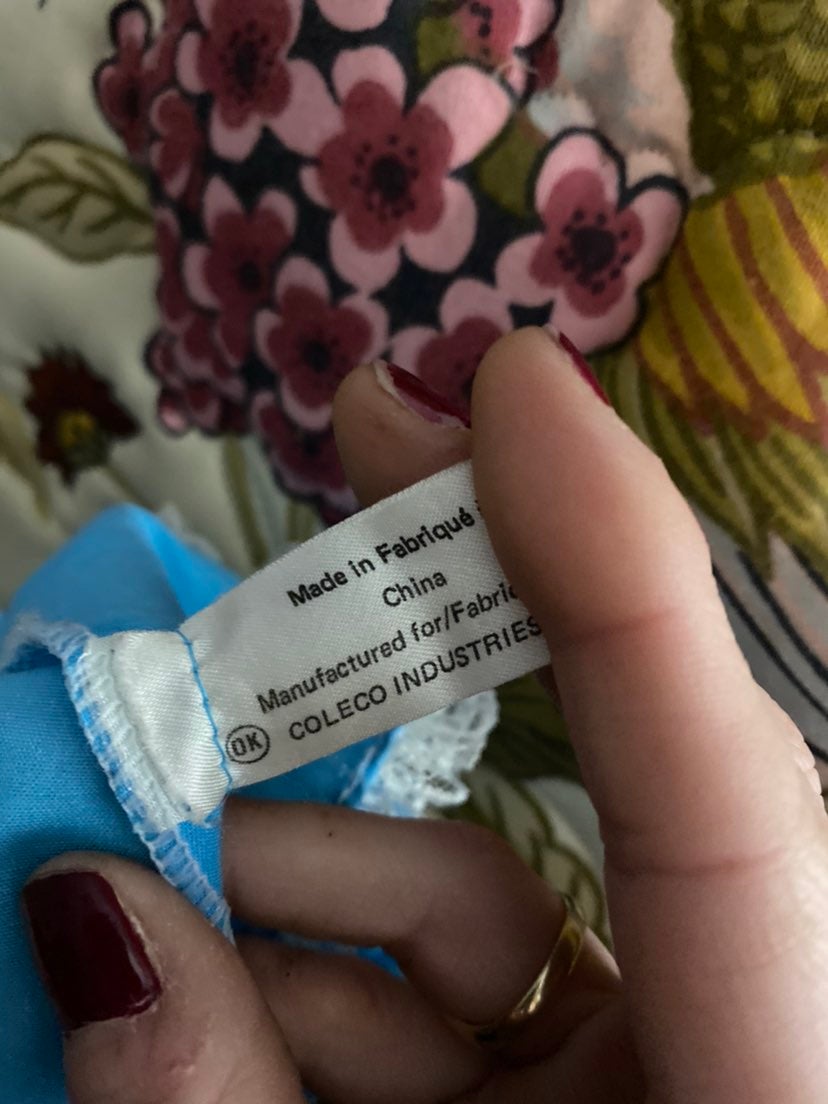 Made in Fabriqué
China
Manufactured for/Fabric
OK COLECO INDUSTRIES